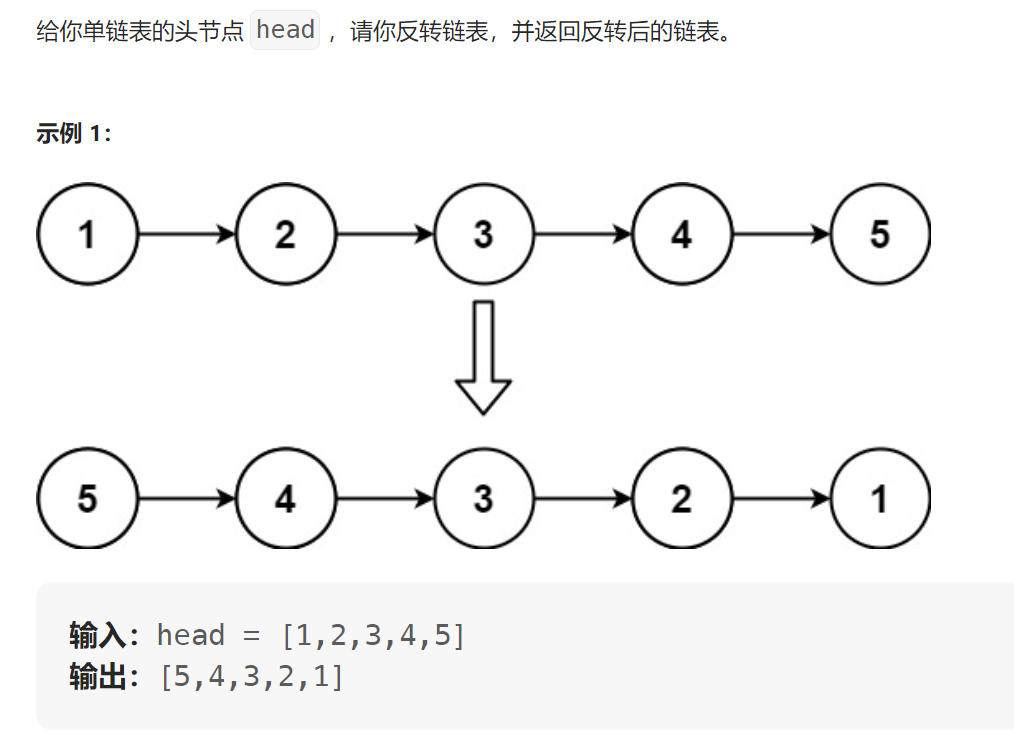 给你单链表的头节点 head ，请你反转链表，并返回反转后的链表。
示例 1：
1 2 3 4 5
5 4 3 2 1
输入：head = [1,2,3,4,5]
输出：[5,4,3,2,1]